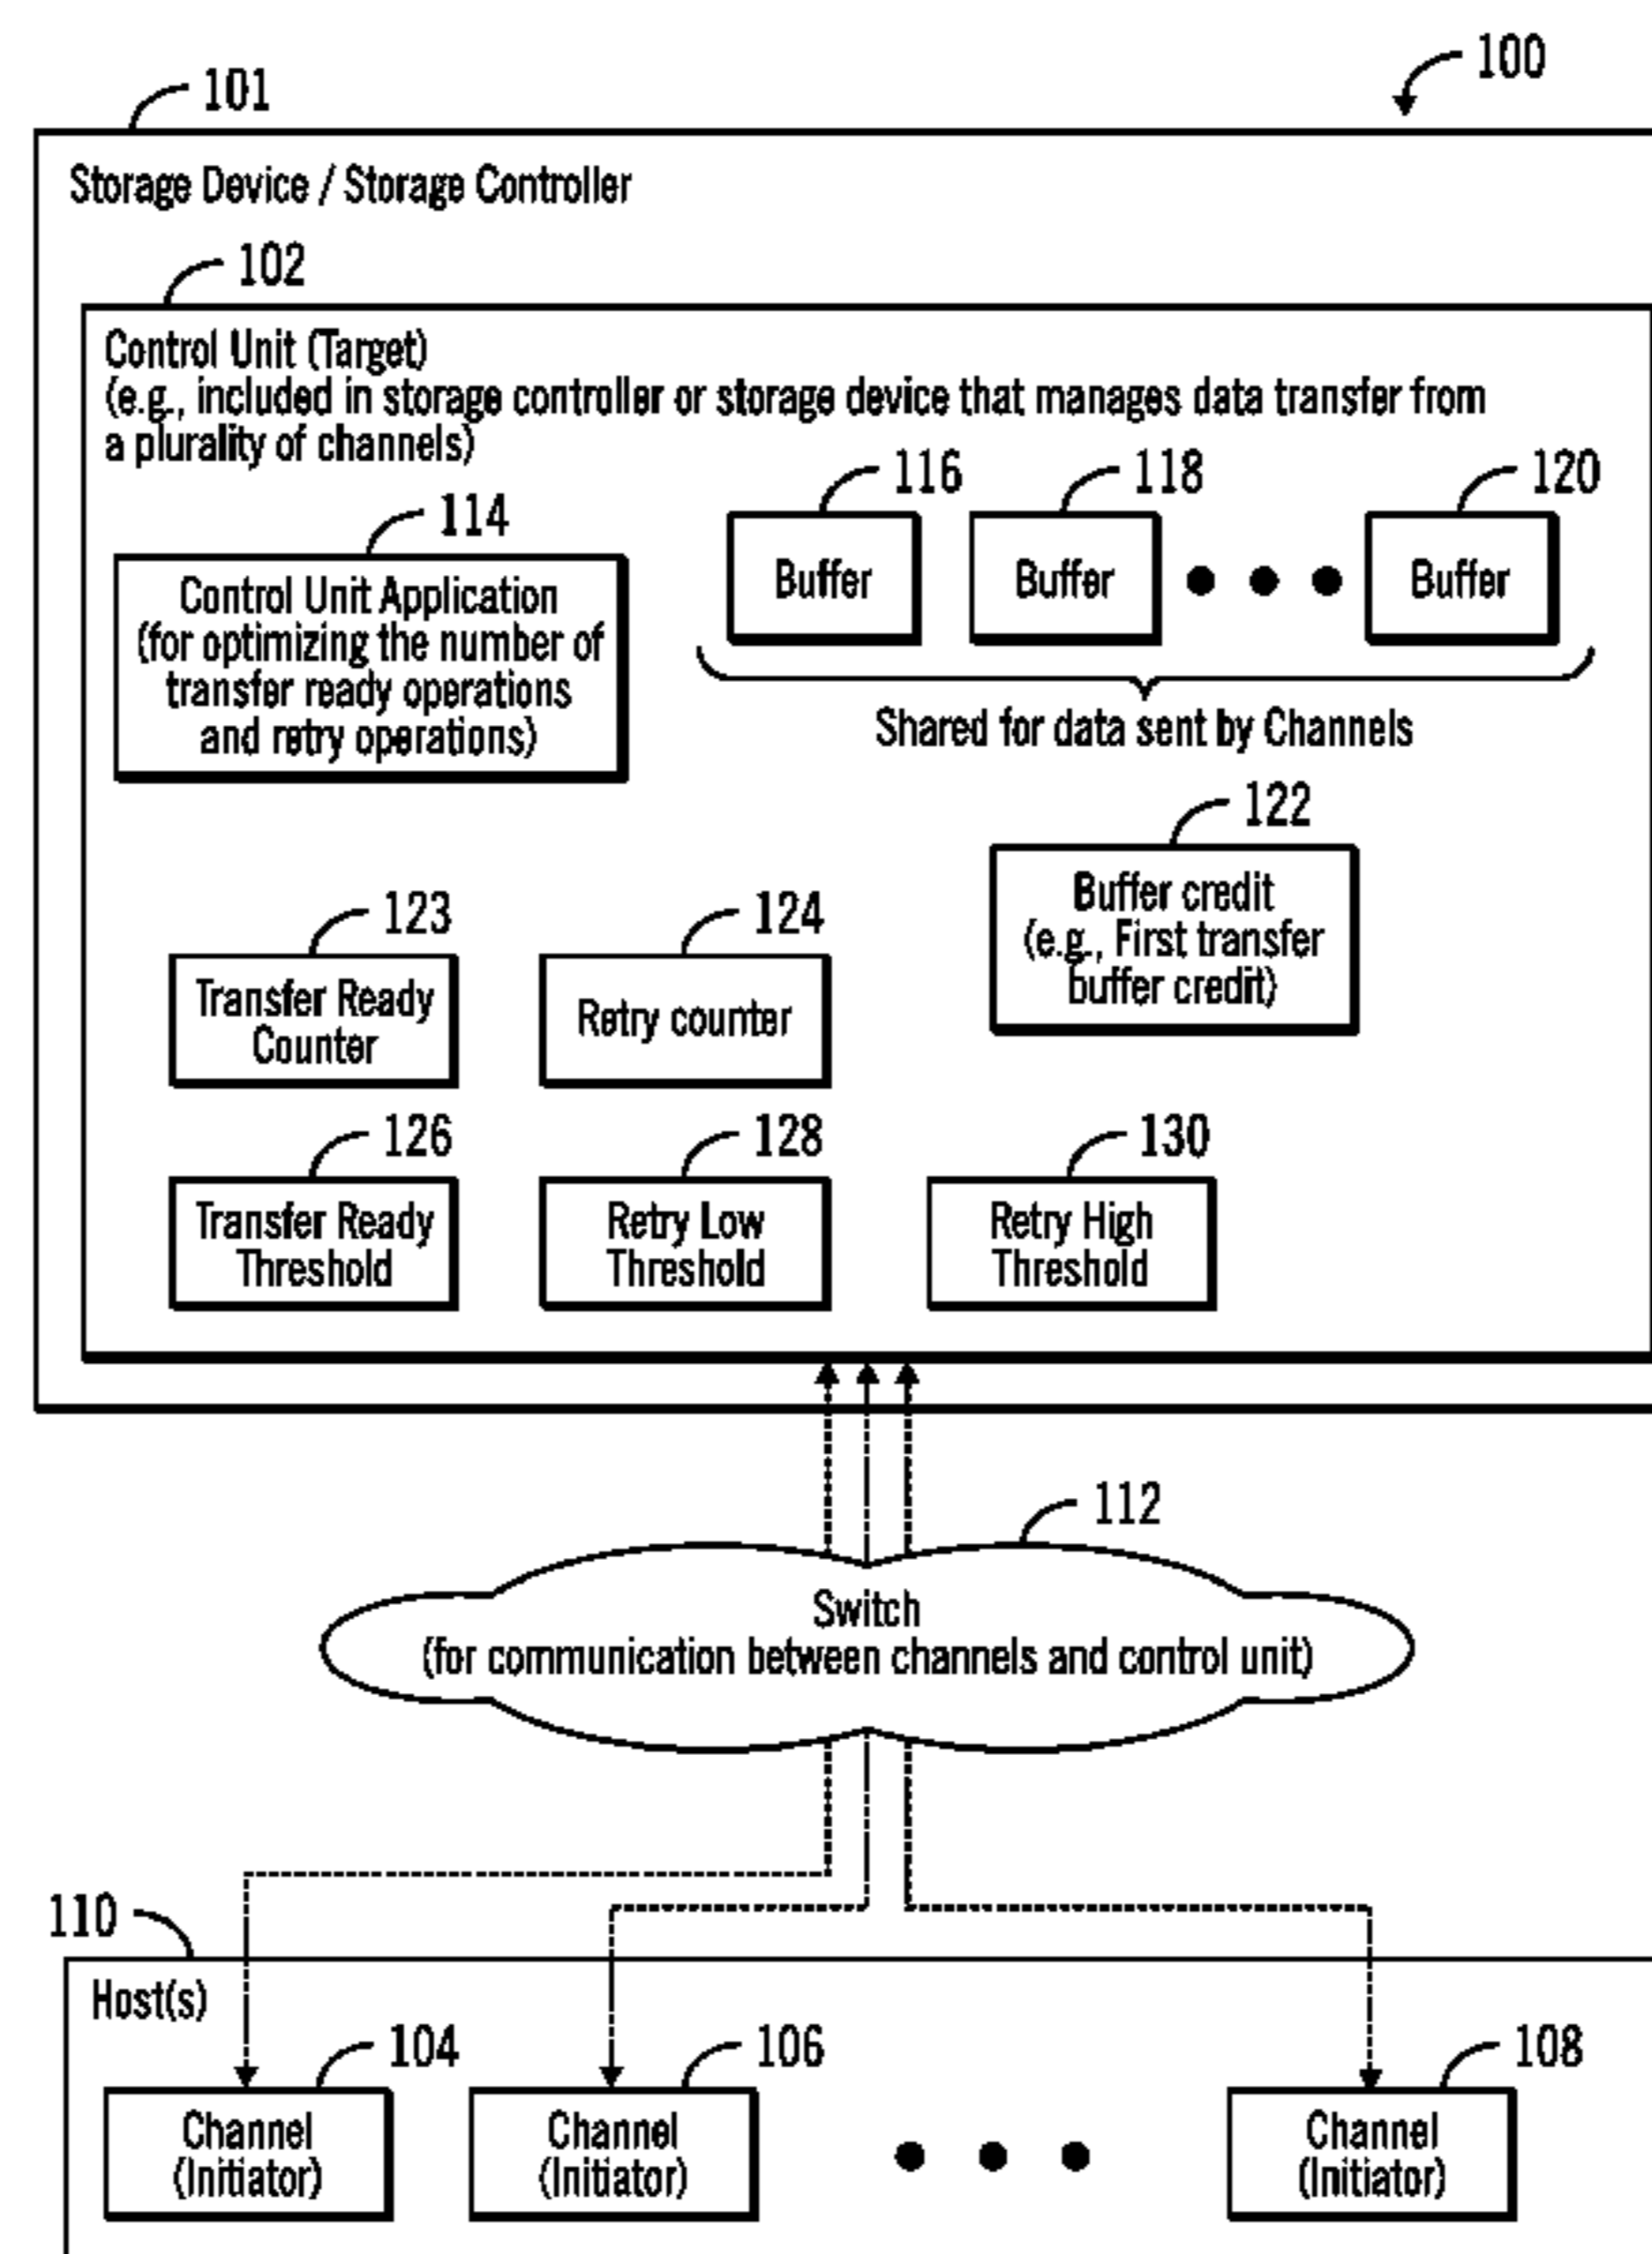 100
101
Storage Device / Storage Controller
102
Control Unit (Target)
(e.g., included in storage controller or storage device that manages data transfer from
a plurality of channels)
116
118
120
114
Buffer
Buffer
Buffer
Control Unit Application
(for optimizing the number of
transfer ready operations
and retry operations)
Shared for data sent by Channels
122
Buffer credit
(e.g., First transfer
buffer credit)
123
124
Transfer Ready
Counter
Retry counter
126
128
130
Transfer Ready
Threshold
Retry Low
Threshold
Retry High
Threshold
112
Switch
(for communication between channels and control unit)
110
Host(s)
104
106
108
Channel
(Initiator)
Channel
(Initiator)
Channel
(Initiator)